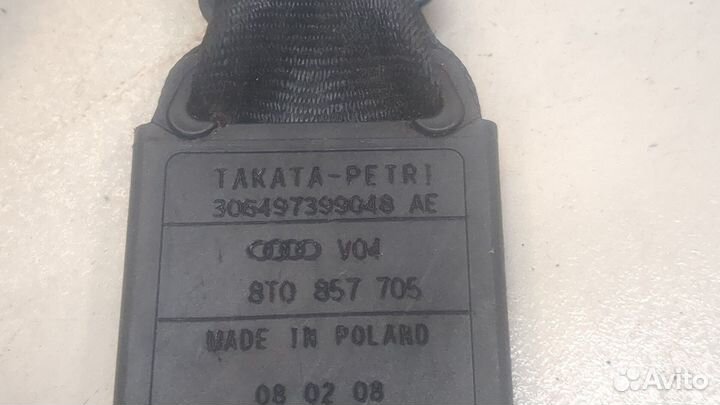 TAKATA-PETRI
306497399048 AE
V04
8T0 857 705
MADE IN POLAND
08 02 08
Avito